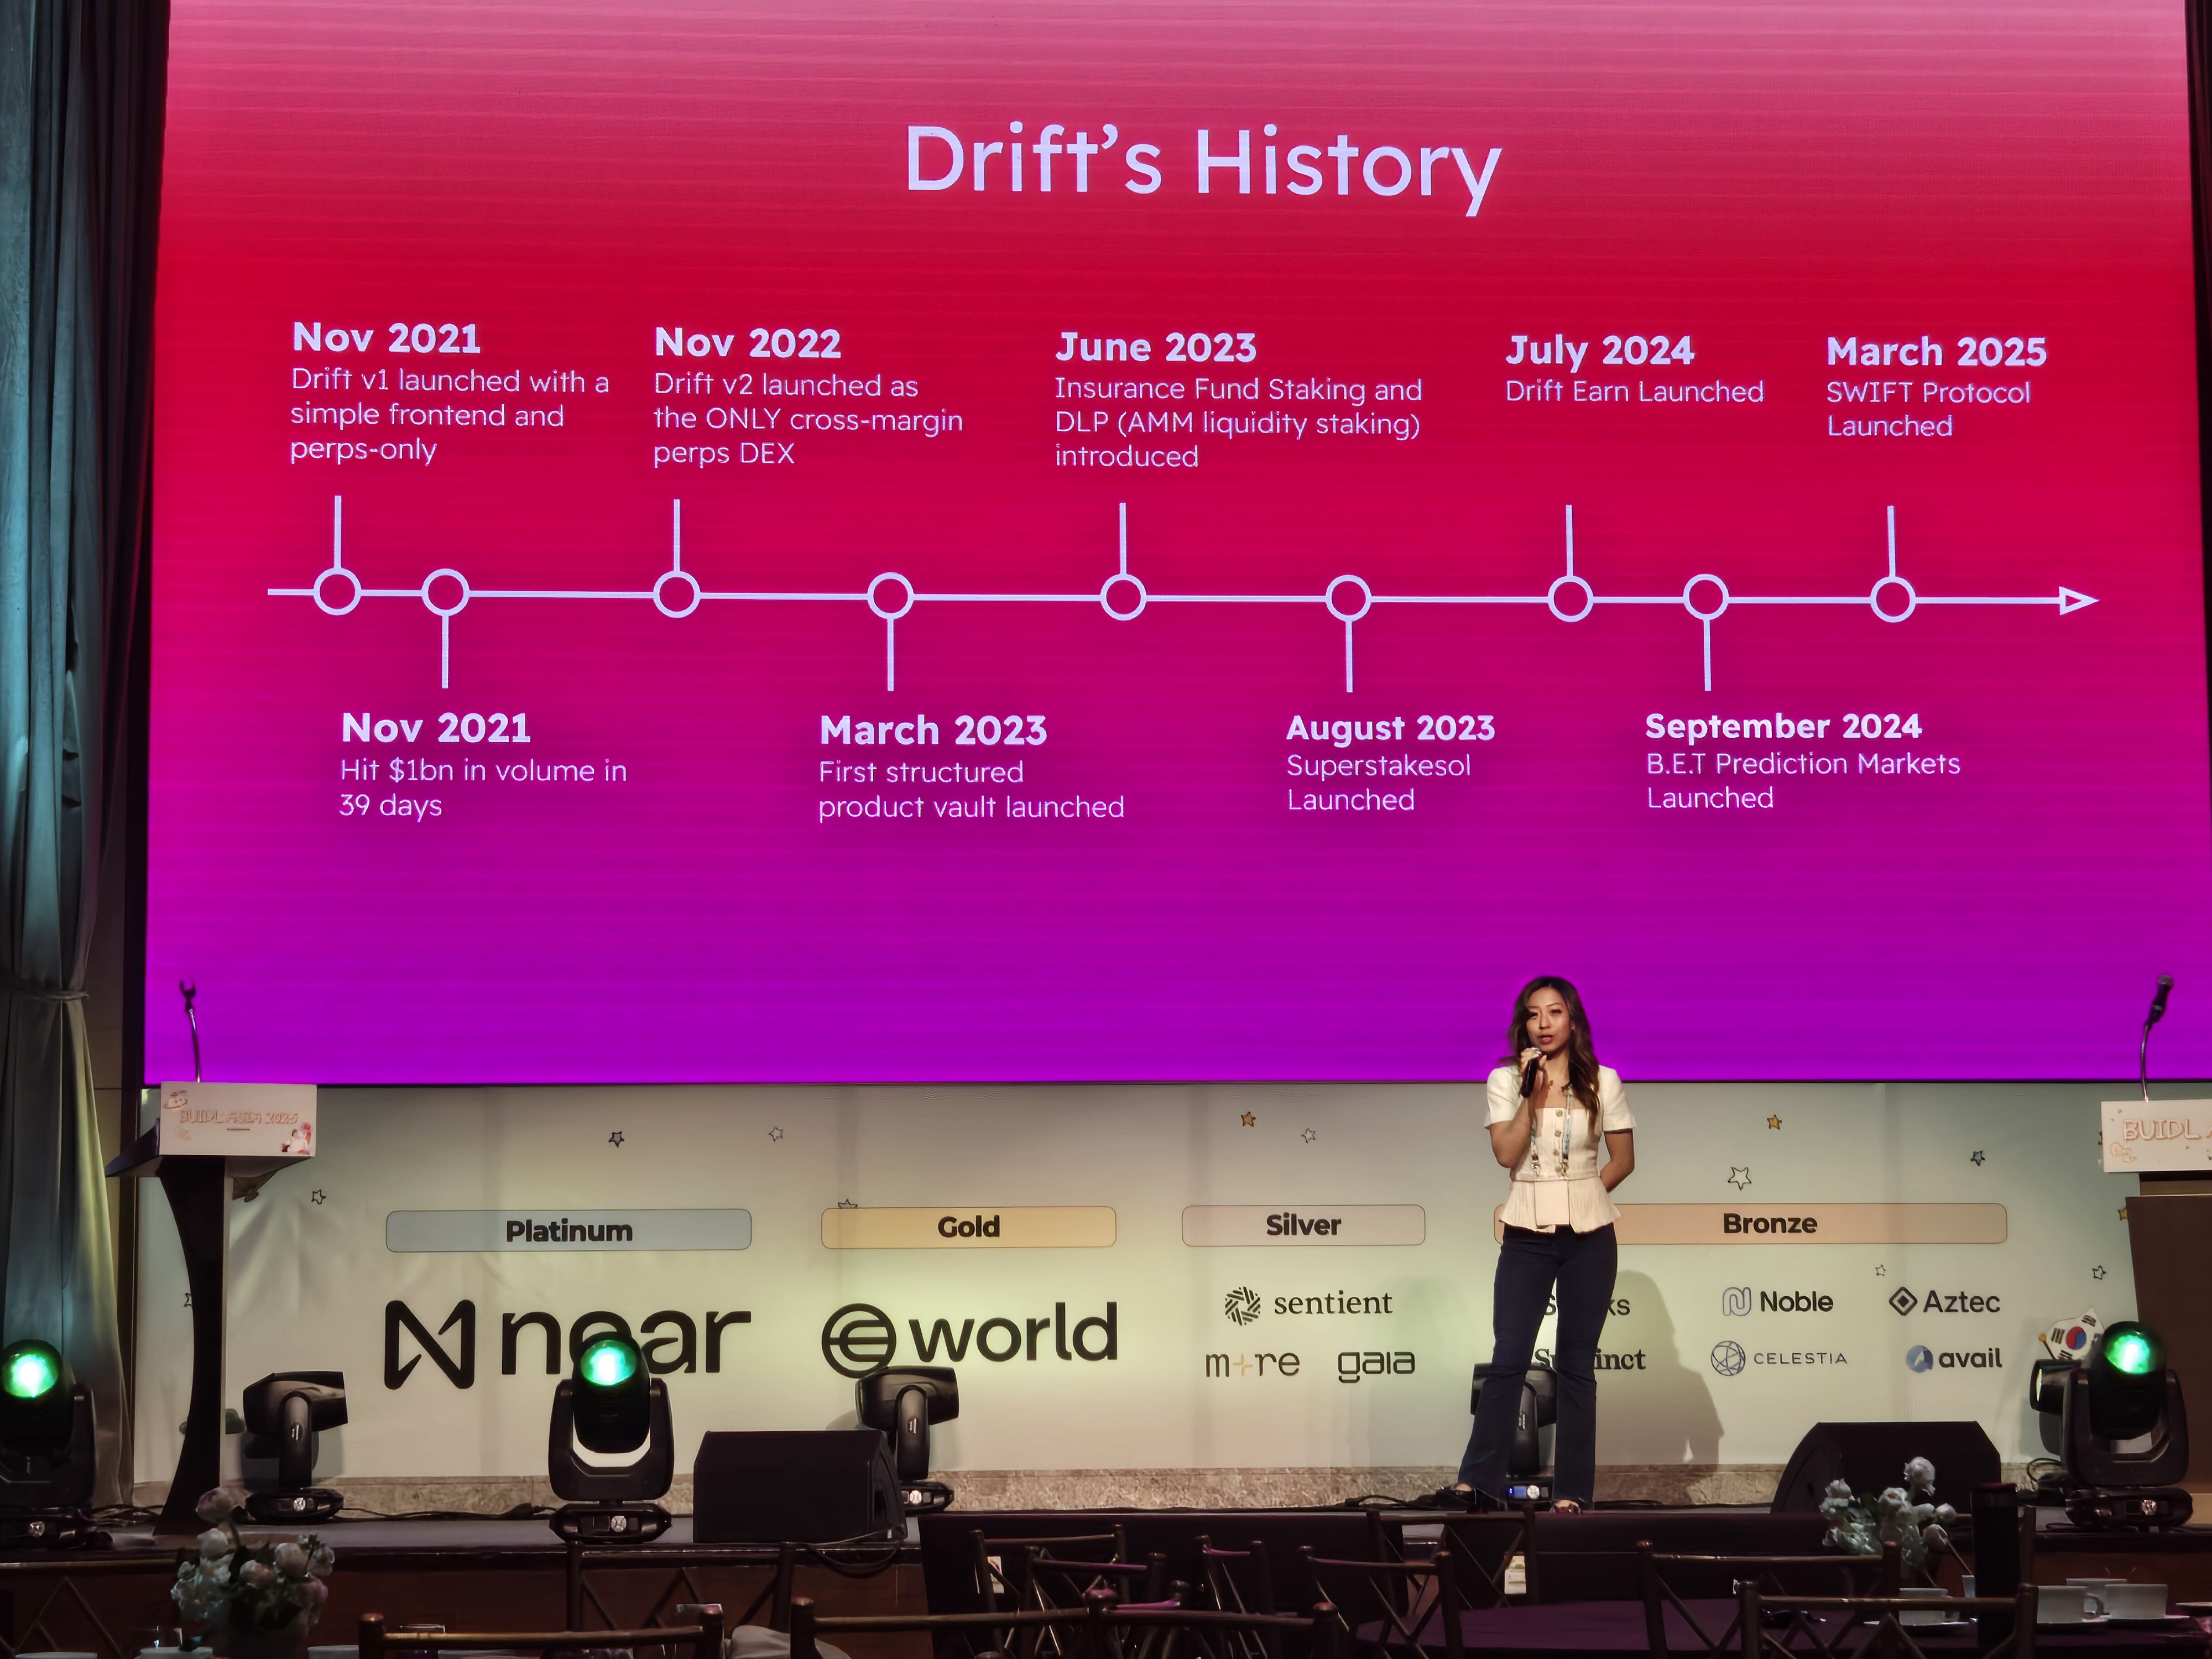 Drift's History
Nov 2021
Drift v1 launched with a
simple frontend and
perps-only
Nov 2022
Drift v2 launched as
the ONLY cross-margin
perps DEX
June 2023
Insurance Fund Staking and
DLP (AMM liquidity staking)
introduced
July 2024
Drift Earn Launched
March 2025
SWIFT Protocol
Launched
Nov 2021
Hit $1bn in volume in
39 days
March 2023
First structured
product vault launched
August 2023
Superstakesol
Launched
September 2024
B.E.T Prediction Markets
Launched
BUIDL ASIA 2025
BUIDL
Platinum
near
Gold
world
Silver
sentient
m+re
gaia
Bronze
Noble
Aztec
CELESTIA
avail